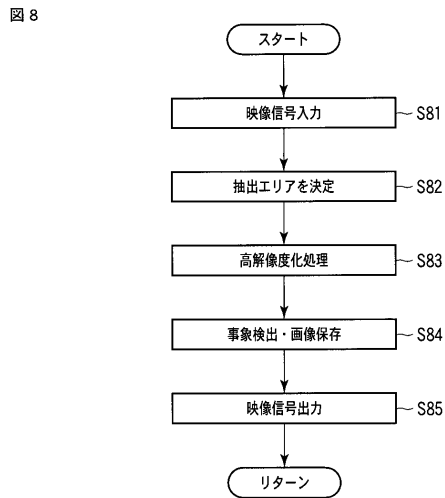 図8
スタート
映像信号入力
S81
抽出エリアを決定
S82
高解像度化処理
S83
事象検出・画像保存
S84
映像信号出力
S85
リターン